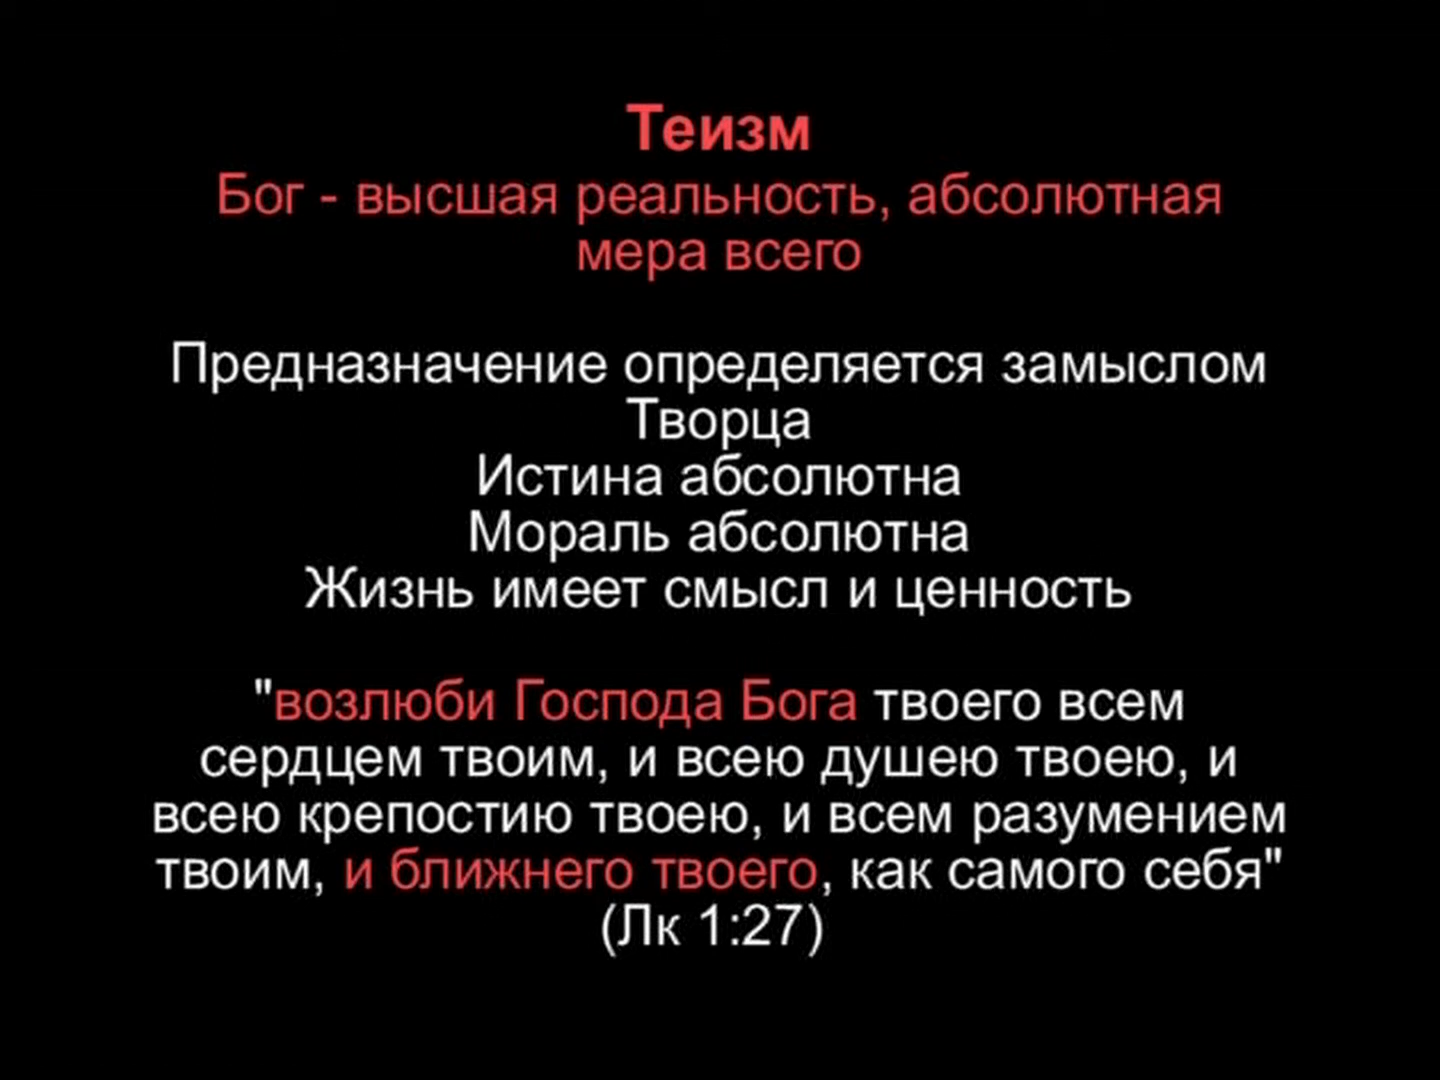 Теизм
Бог - высшая реальность, абсолютная
мера всего
Предназначение определяется замыслом
Творца
Истина абсолютна
Мораль абсолютна
Жизнь имеет смысл и ценность
"возлюби Господа Бога твоего всем
сердцем твоим, и всею душею твоею, и
всею крепостию твоею, и всем разумением
твоим, и ближнего твоего, как самого себя"
(Лк 1:27)